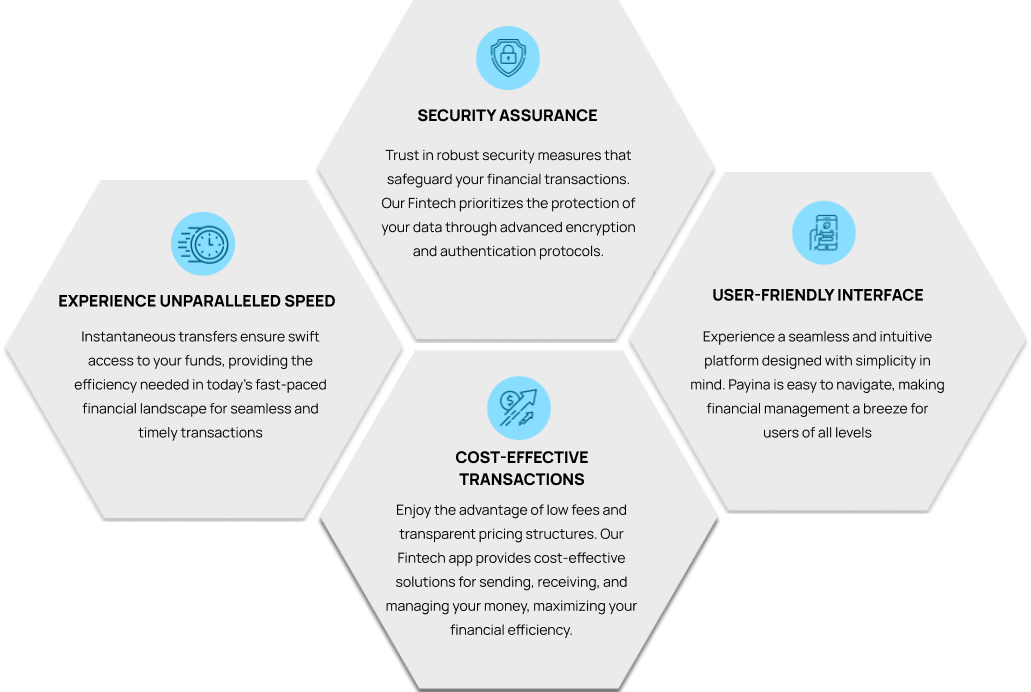 SECURITY ASSURANCE
Trust in robust security measures that
safeguard your financial transactions.
Our Fintech prioritizes the protection of
your data through advanced encryption
and authentication protocols.
EXPERIENCE UNPARALLELED SPEED
Instantaneous transfers ensure swift
access to your funds, providing the
efficiency needed in today's fast-paced
financial landscape for seamless and
timely transactions
USER-FRIENDLY INTERFACE
Experience a seamless and intuitive
platform designed with simplicity in
mind. Payina is easy to navigate, making
financial management a breeze for
users of all levels
COST-EFFECTIVE
TRANSACTIONS
Enjoy the advantage of low fees and
transparent pricing structures. Our
Fintech app provides cost-effective
solutions for sending, receiving, and
managing your money, maximizing your
financial efficiency.